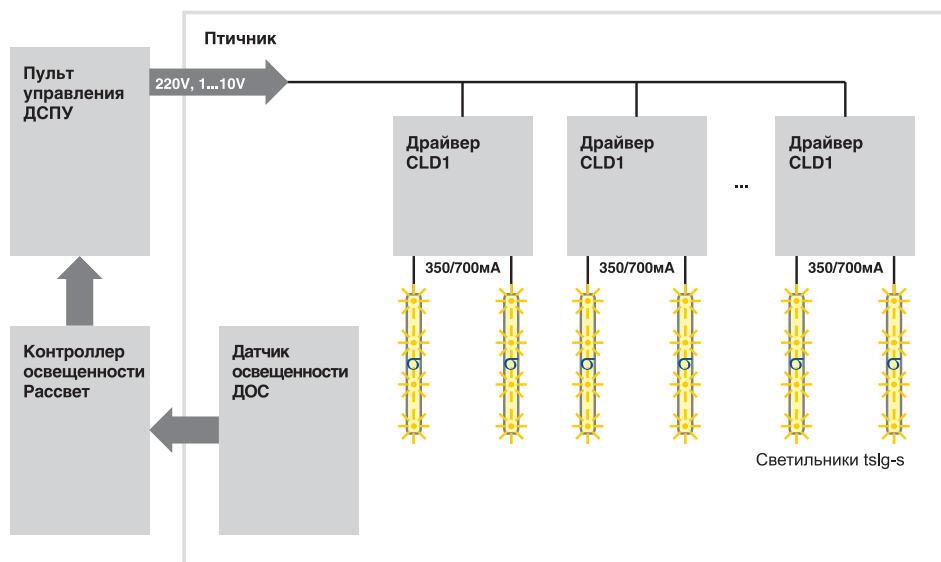 Птичник
Пульт
управления
ДСПУ
220V, 1...10V
Драйвер
CLD1
Драйвер
CLD1
...
Драйвер
CLD1
350/700мА
350/700мА
350/700мА
Контроллер
освещенности
Рассвет
Датчик
освещенности
ДОС
σ
σ
σ
σ
σ
σ
Светильники tslg-s